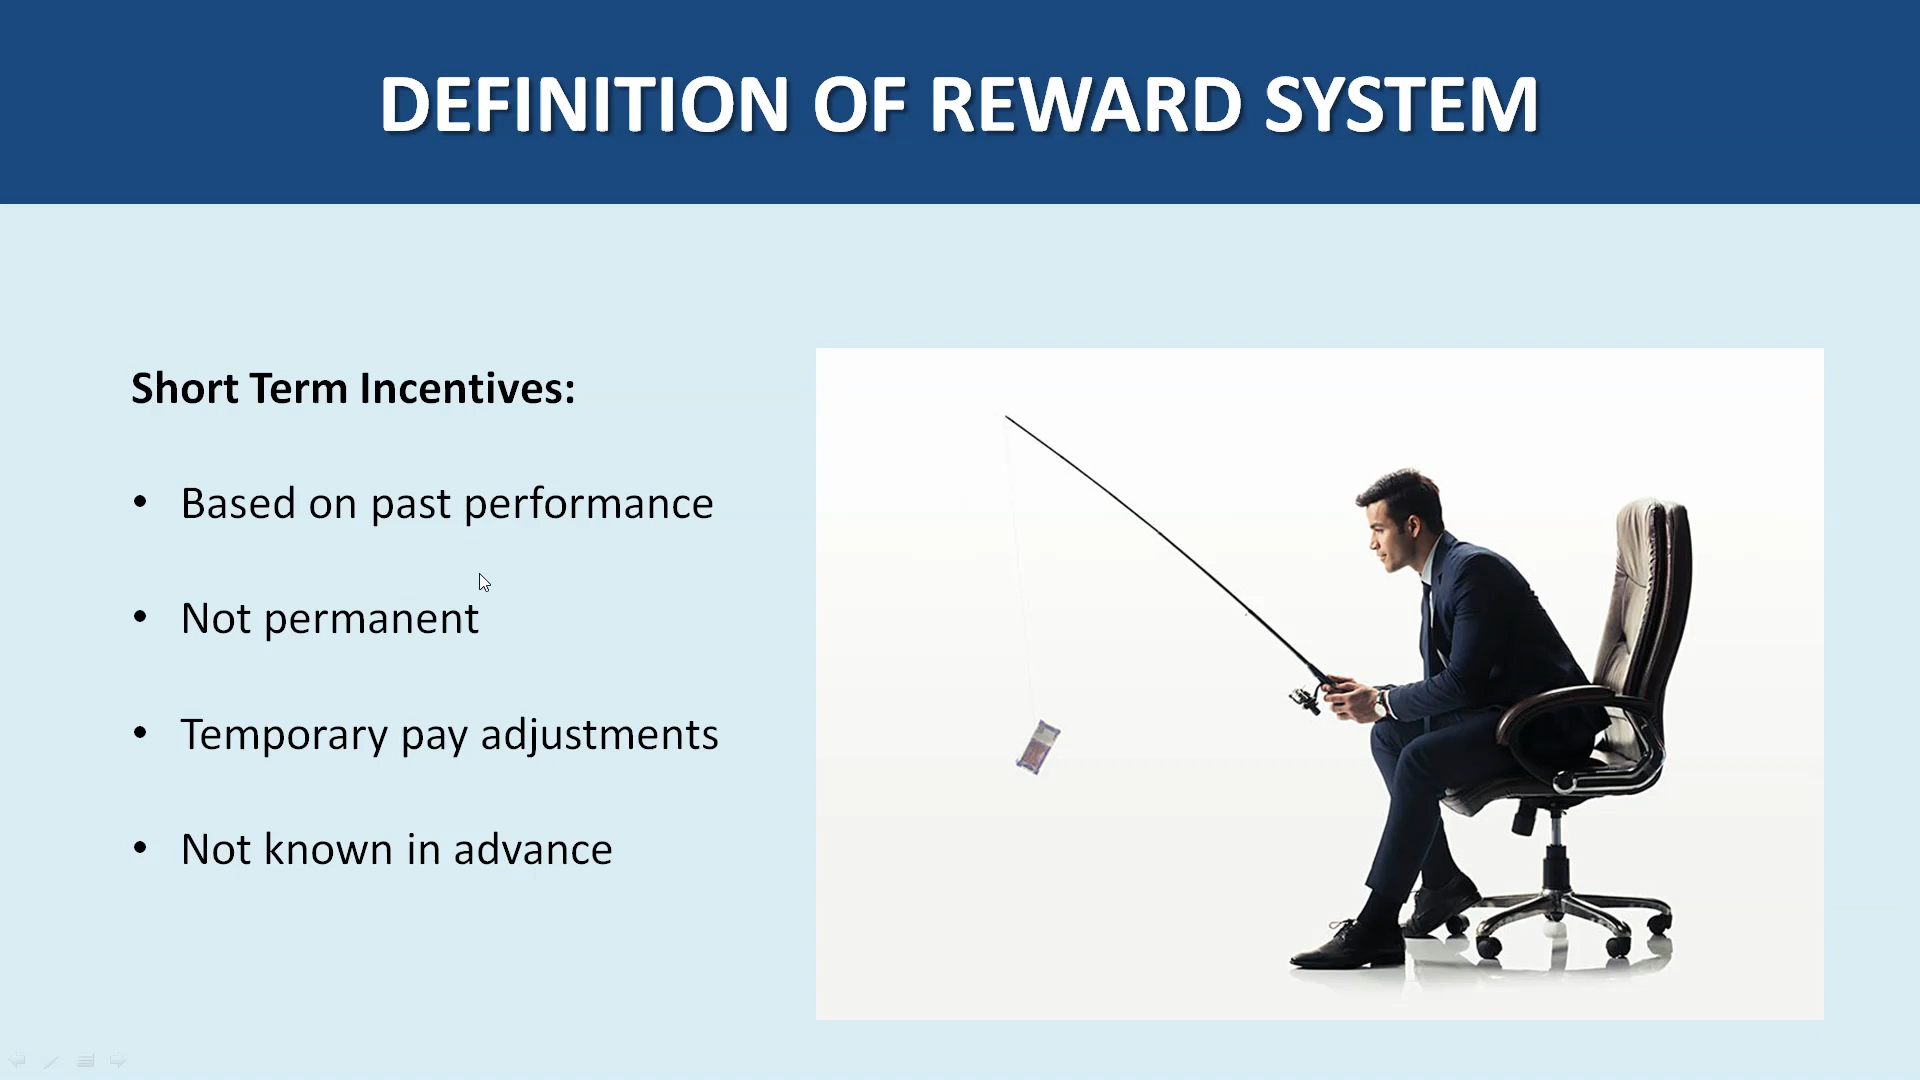 DEFINITION OF REWARD SYSTEM
Short Term Incentives:
• Based on past performance
• Not permanent
• Temporary pay adjustments
• Not known in advance